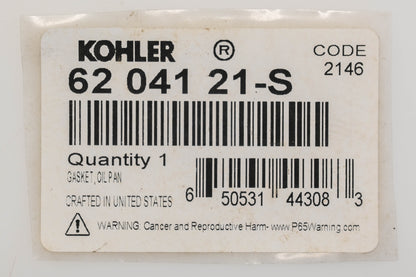 KOHLER ® CODE
62 041 21-S 2146
Quantity 1
GASKET, OIL PAN
CRAFTED IN UNITED STATES
6 50531 44308 3
⚠ WARNING: Cancer and Reproductive Harm- www.P65Warning.com